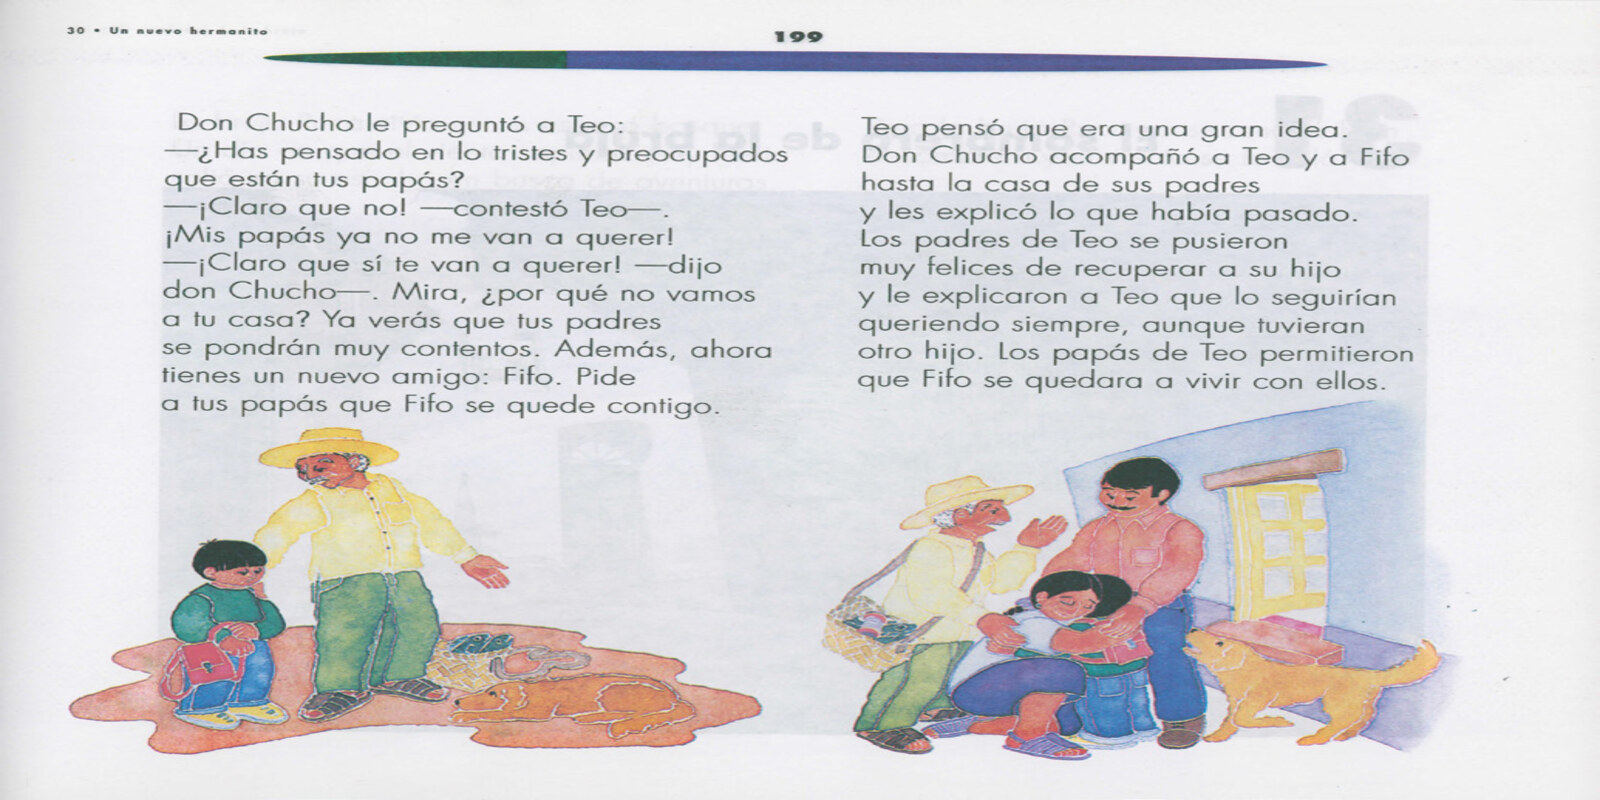 30 • Un nuevo hermanito
199
Don Chucho le preguntó a Teo:
—¿Has pensado en lo tristes y preocupados
que están tus papás?
—¡Claro que no! —contestó Teo—.
¡Mis papás ya no me van a querer!
—¡Claro que sí te van a querer! —dijo
don Chucho—. Mira, ¿por qué no vamos
a tu casa? Ya verás que tus padres
se pondrán muy contentos. Además, ahora
tienes un nuevo amigo: Fifo. Pide
a tus papás que Fifo se quede contigo.
Teo pensó que era una gran idea.
Don Chucho acompañó a Teo y a Fifo
hasta la casa de sus padres
y les explicó lo que había pasado.
Los padres de Teo se pusieron
muy felices de recuperar a su hijo
y le explicaron a Teo que lo seguirían
queriendo siempre, aunque tuvieran
otro hijo. Los papás de Teo permitieron
que Fifo se quedara a vivir con ellos.